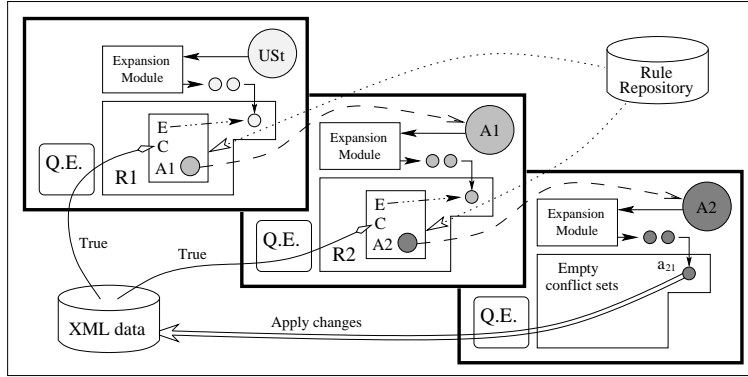 USt
Expansion
Module
E
C
A1
Q.E.
R1
Rule
Repository
A1
Expansion
Module
E
C
A2
Q.E.
R2
A2
Expansion
Module
Empty
conflict sets
a21
Q.E.
True
True
XML data
Apply changes